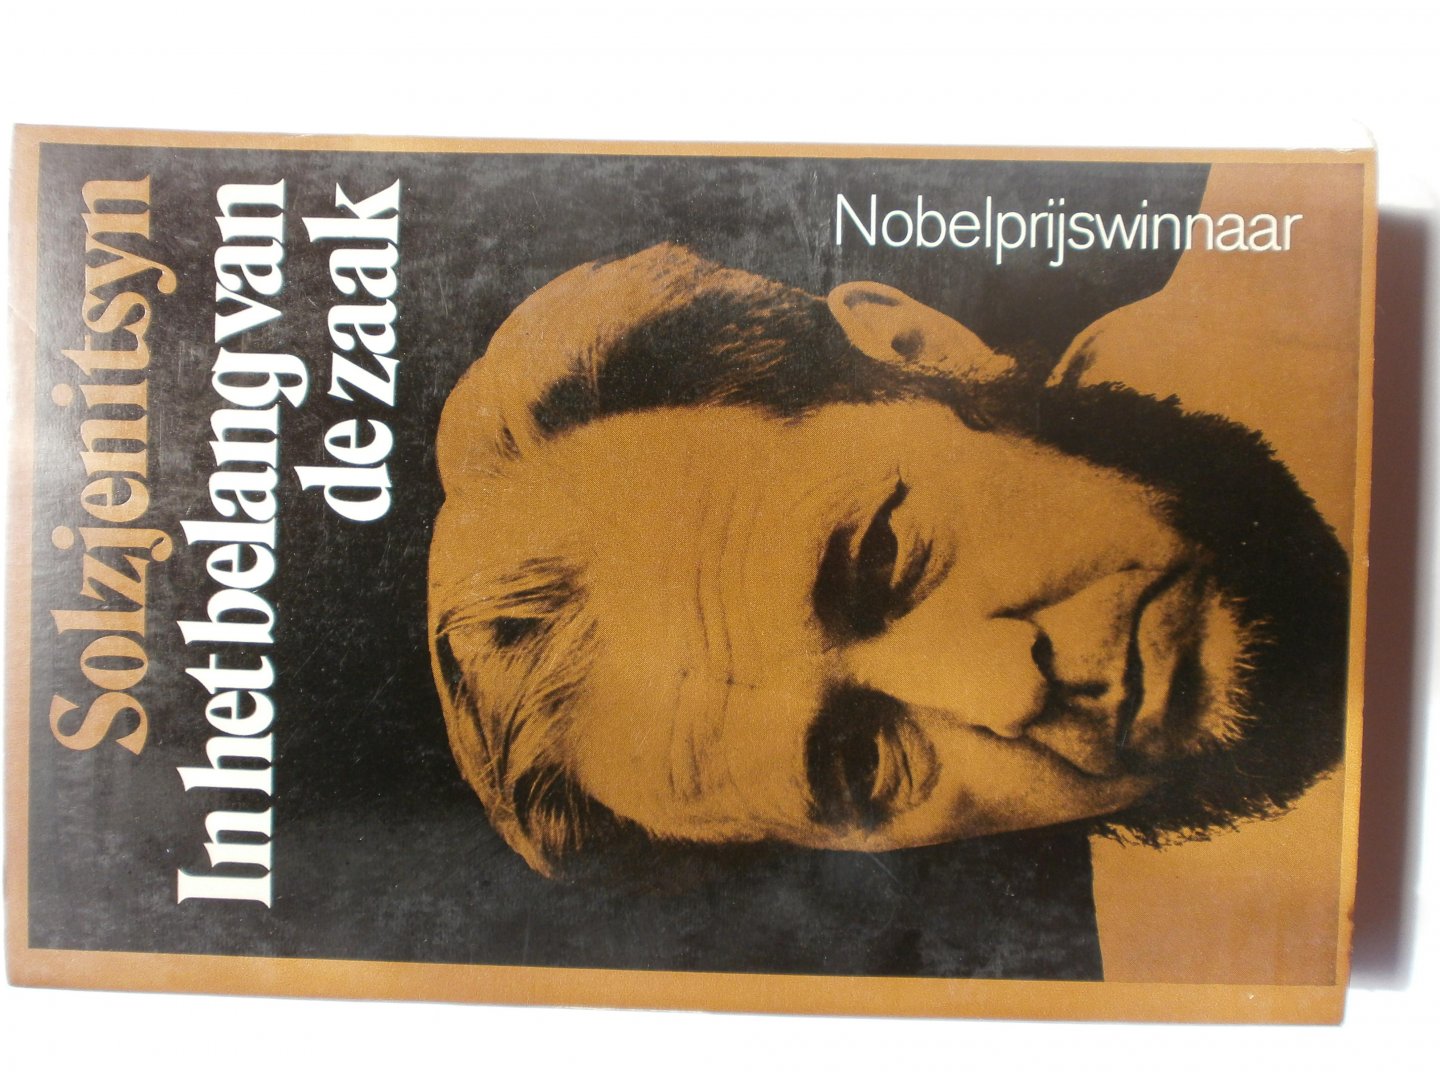 Solzjenitsyn
In het belang van
de zaak
Nobelprijswinnaar